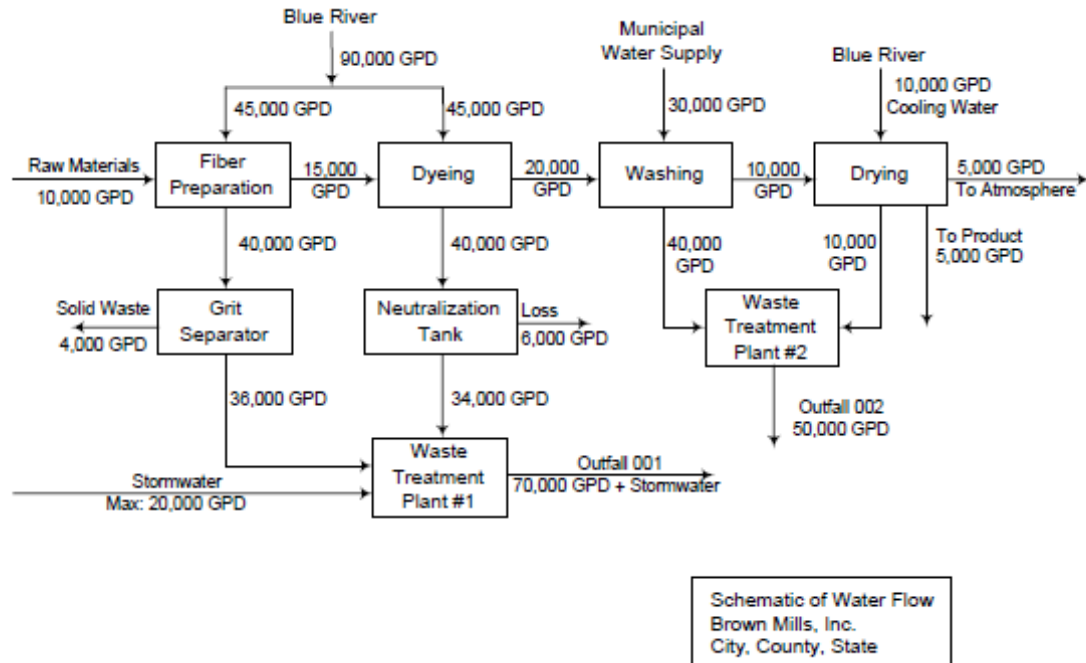 Blue River
90,000 GPD
45,000 GPD
45,000 GPD
Municipal
Water Supply
30,000 GPD
Blue River
10,000 GPD
Cooling Water
Raw Materials
10,000 GPD
Fiber
Preparation
15,000
GPD
Dyeing
20,000
GPD
Washing
10,000
GPD
Drying
5,000 GPD
To Atmosphere
40,000 GPD
40,000 GPD
40,000
GPD
10,000
GPD
To Product
5,000 GPD
Solid Waste
4,000 GPD
Grit
Separator
Neutralization
Tank
Loss
6,000 GPD
Waste
Treatment
Plant #2
36,000 GPD
34,000 GPD
Outfall 002
50,000 GPD
Stormwater
Max: 20,000 GPD
Waste
Treatment
Plant #1
Outfall 001
70,000 GPD + Stormwater
Schematic of Water Flow
Brown Mills, Inc.
City, County, State